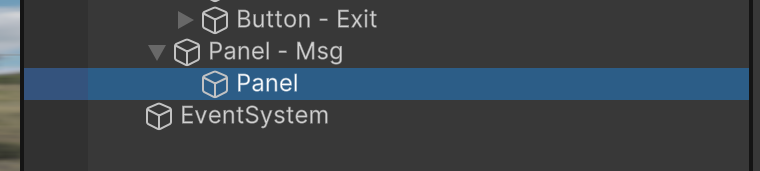 Button - Exit
Panel - Msg
Panel
EventSystem